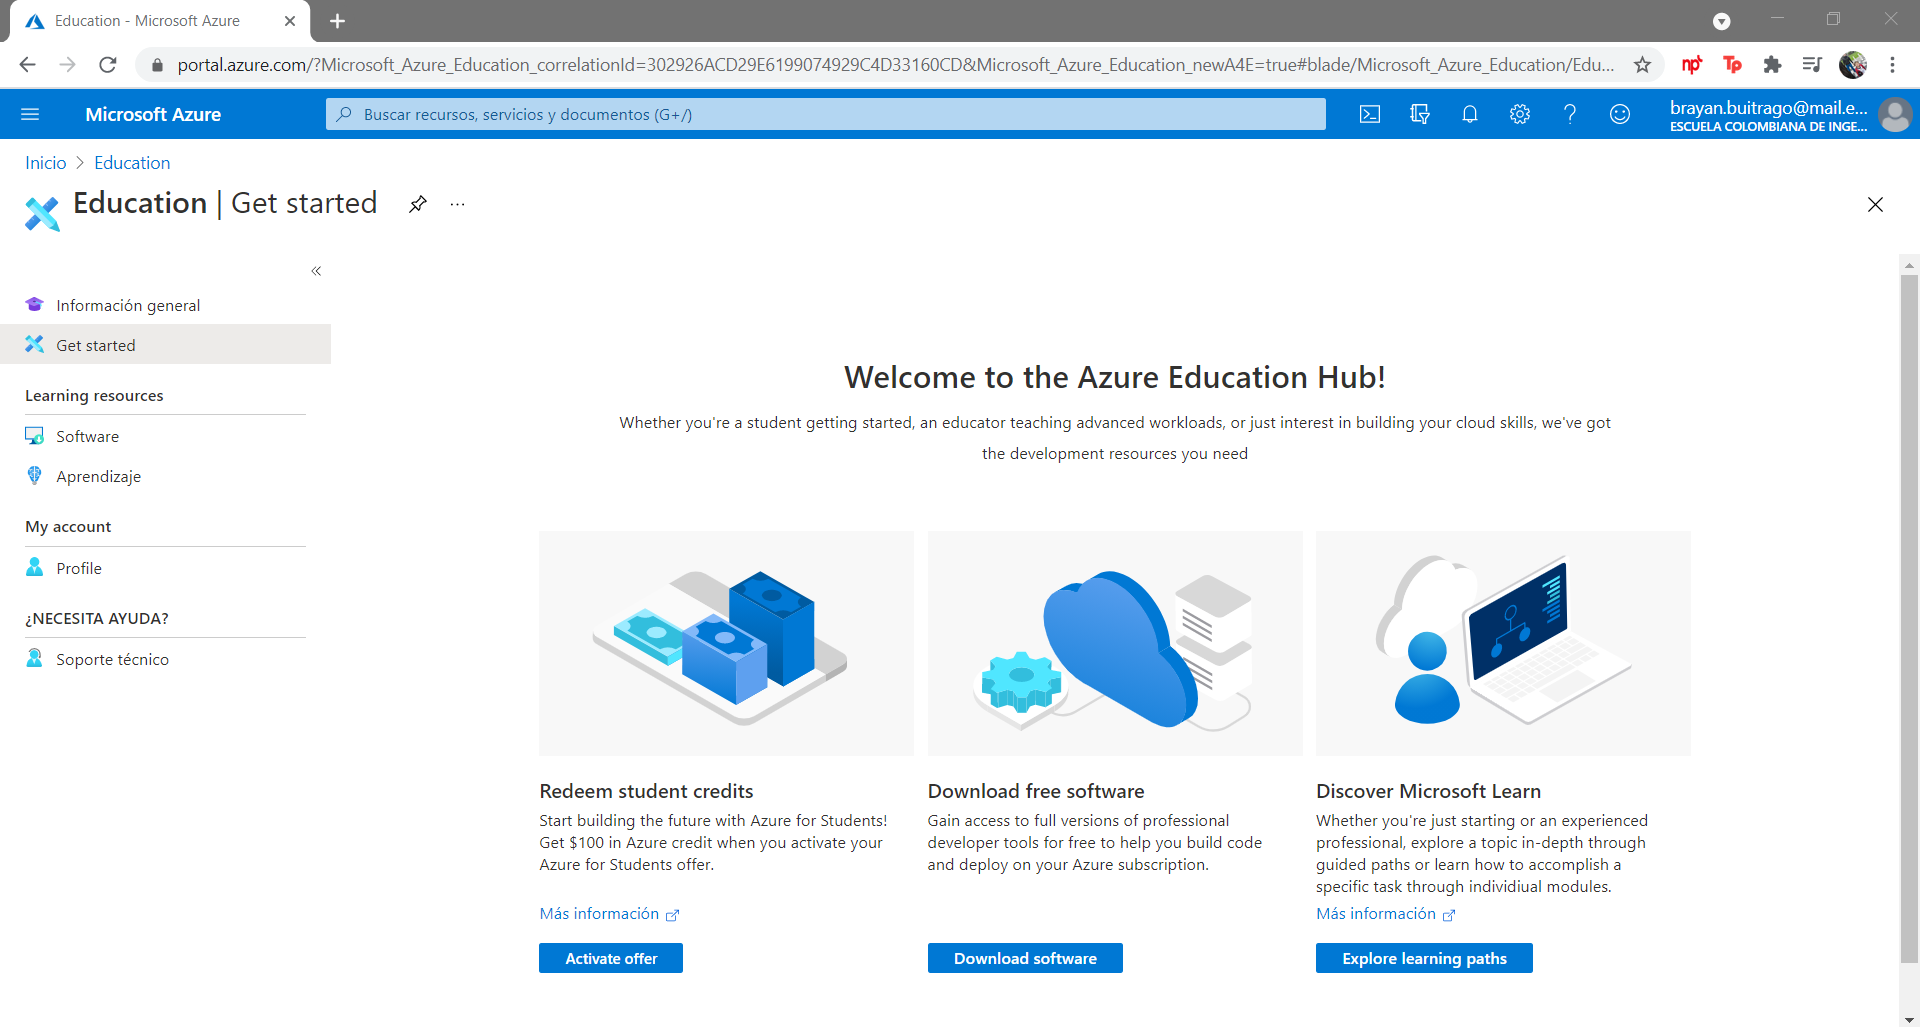 Education - Microsoft Azure
portal.azure.com/?Microsoft_Azure_Education_correlationId=302926ACD29E6199074929C4D33160CD&Microsoft_Azure_Education_newA4E=true#blade/Microsoft_Azure_Education/Edu...
Microsoft Azure
Buscar recursos, servicios y documentos (G+/)
brayan.buitrago@mail.e...
ESCUELA COLOMBIANA DE INGE...
Inicio > Education
Education | Get started
Información general
Get started
Learning resources
Software
Aprendizaje
My account
Profile
¿NECESITA AYUDA?
Soporte técnico
Welcome to the Azure Education Hub!
Whether you're a student getting started, an educator teaching advanced workloads, or just interest in building your cloud skills, we've got
the development resources you need
Redeem student credits
Start building the future with Azure for Students!
Get $100 in Azure credit when you activate your
Azure for Students offer.
Más información
Activate offer
Download free software
Gain access to full versions of professional
developer tools for free to help you build code
and deploy on your Azure subscription.
Download software
Discover Microsoft Learn
Whether you're just starting or an experienced
professional, explore a topic in-depth through
guided paths or learn how to accomplish a
specific task through individiual modules.
Más información
Explore learning paths